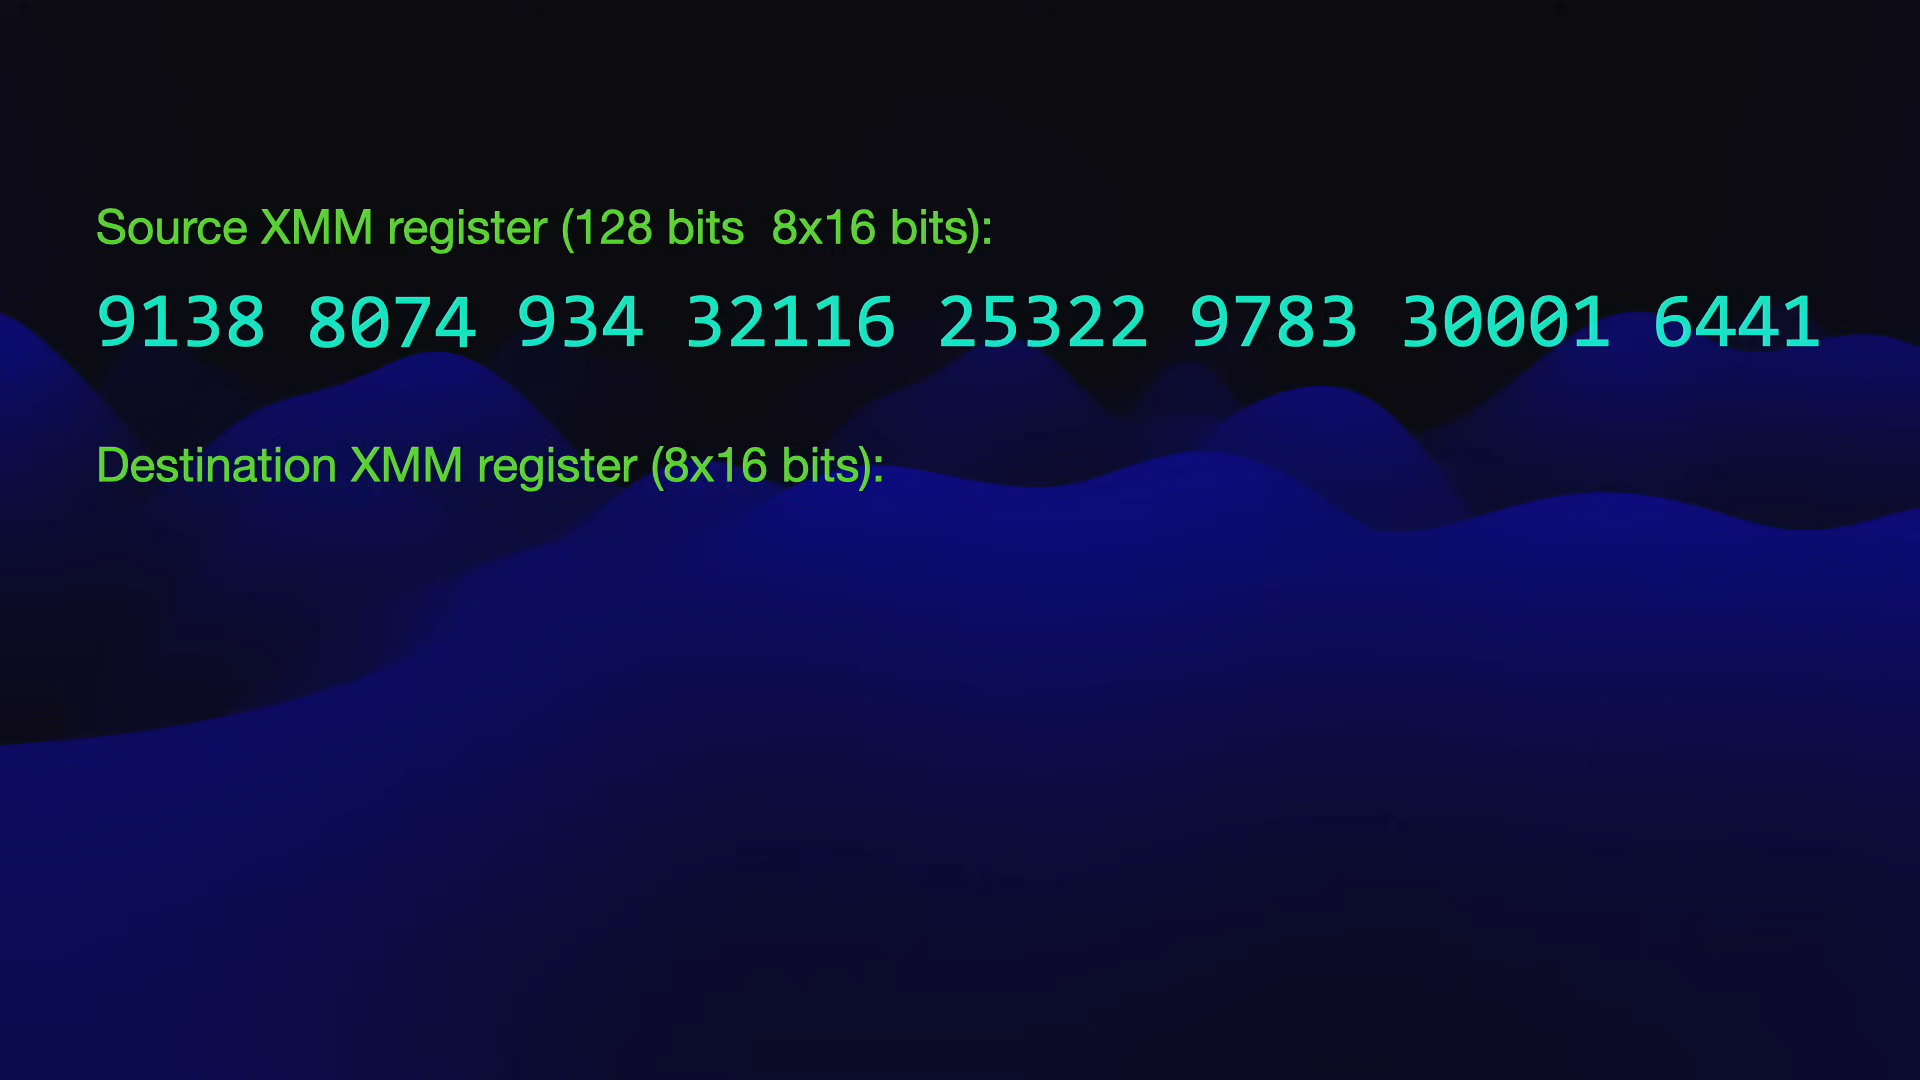 Source XMM register (128 bits  8x16 bits):
9138 8074 934 32116 25322 9783 30001 6441
Destination XMM register (8x16 bits):